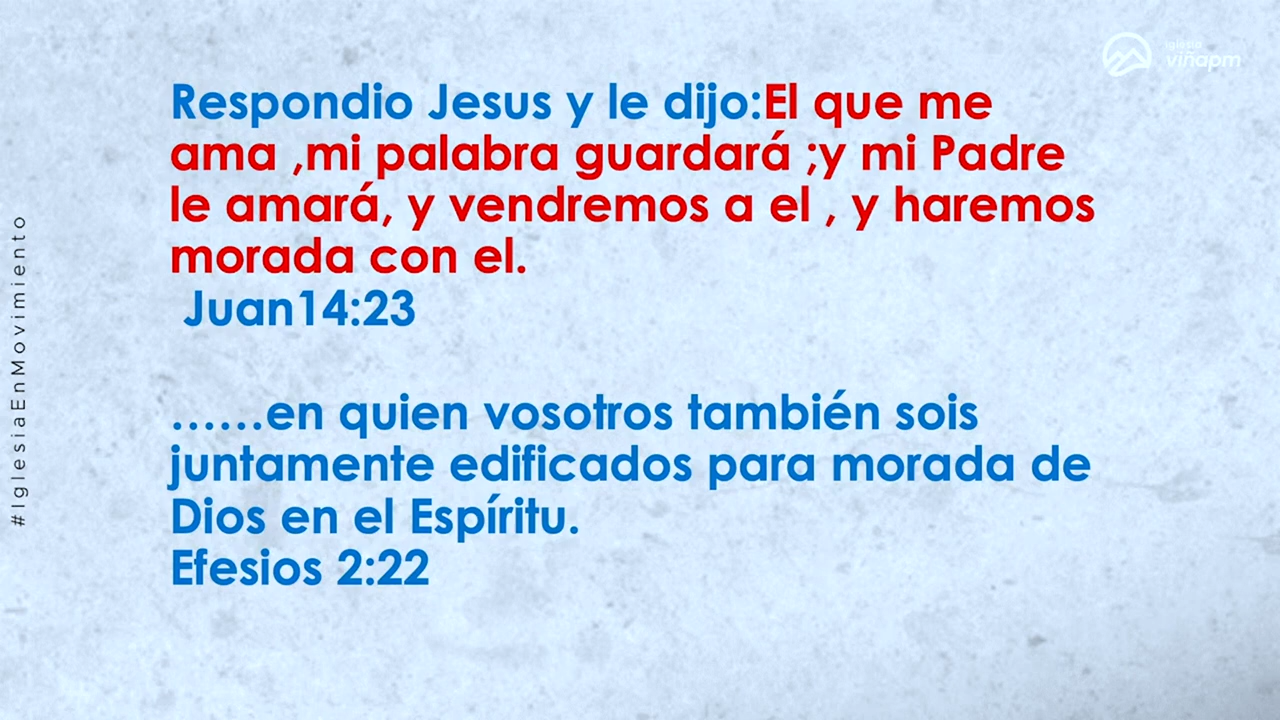 iglesia
viñapm
Respondio Jesus y le dijo:El que me
ama ,mi palabra guardará ;y mi Padre
le amará, y vendremos a el , y haremos
morada con el.
Juan14:23
......en quien vosotros también sois
juntamente edificados para morada de
Dios en el Espíritu.
Efesios 2:22
#IglesiaEnMovimiento